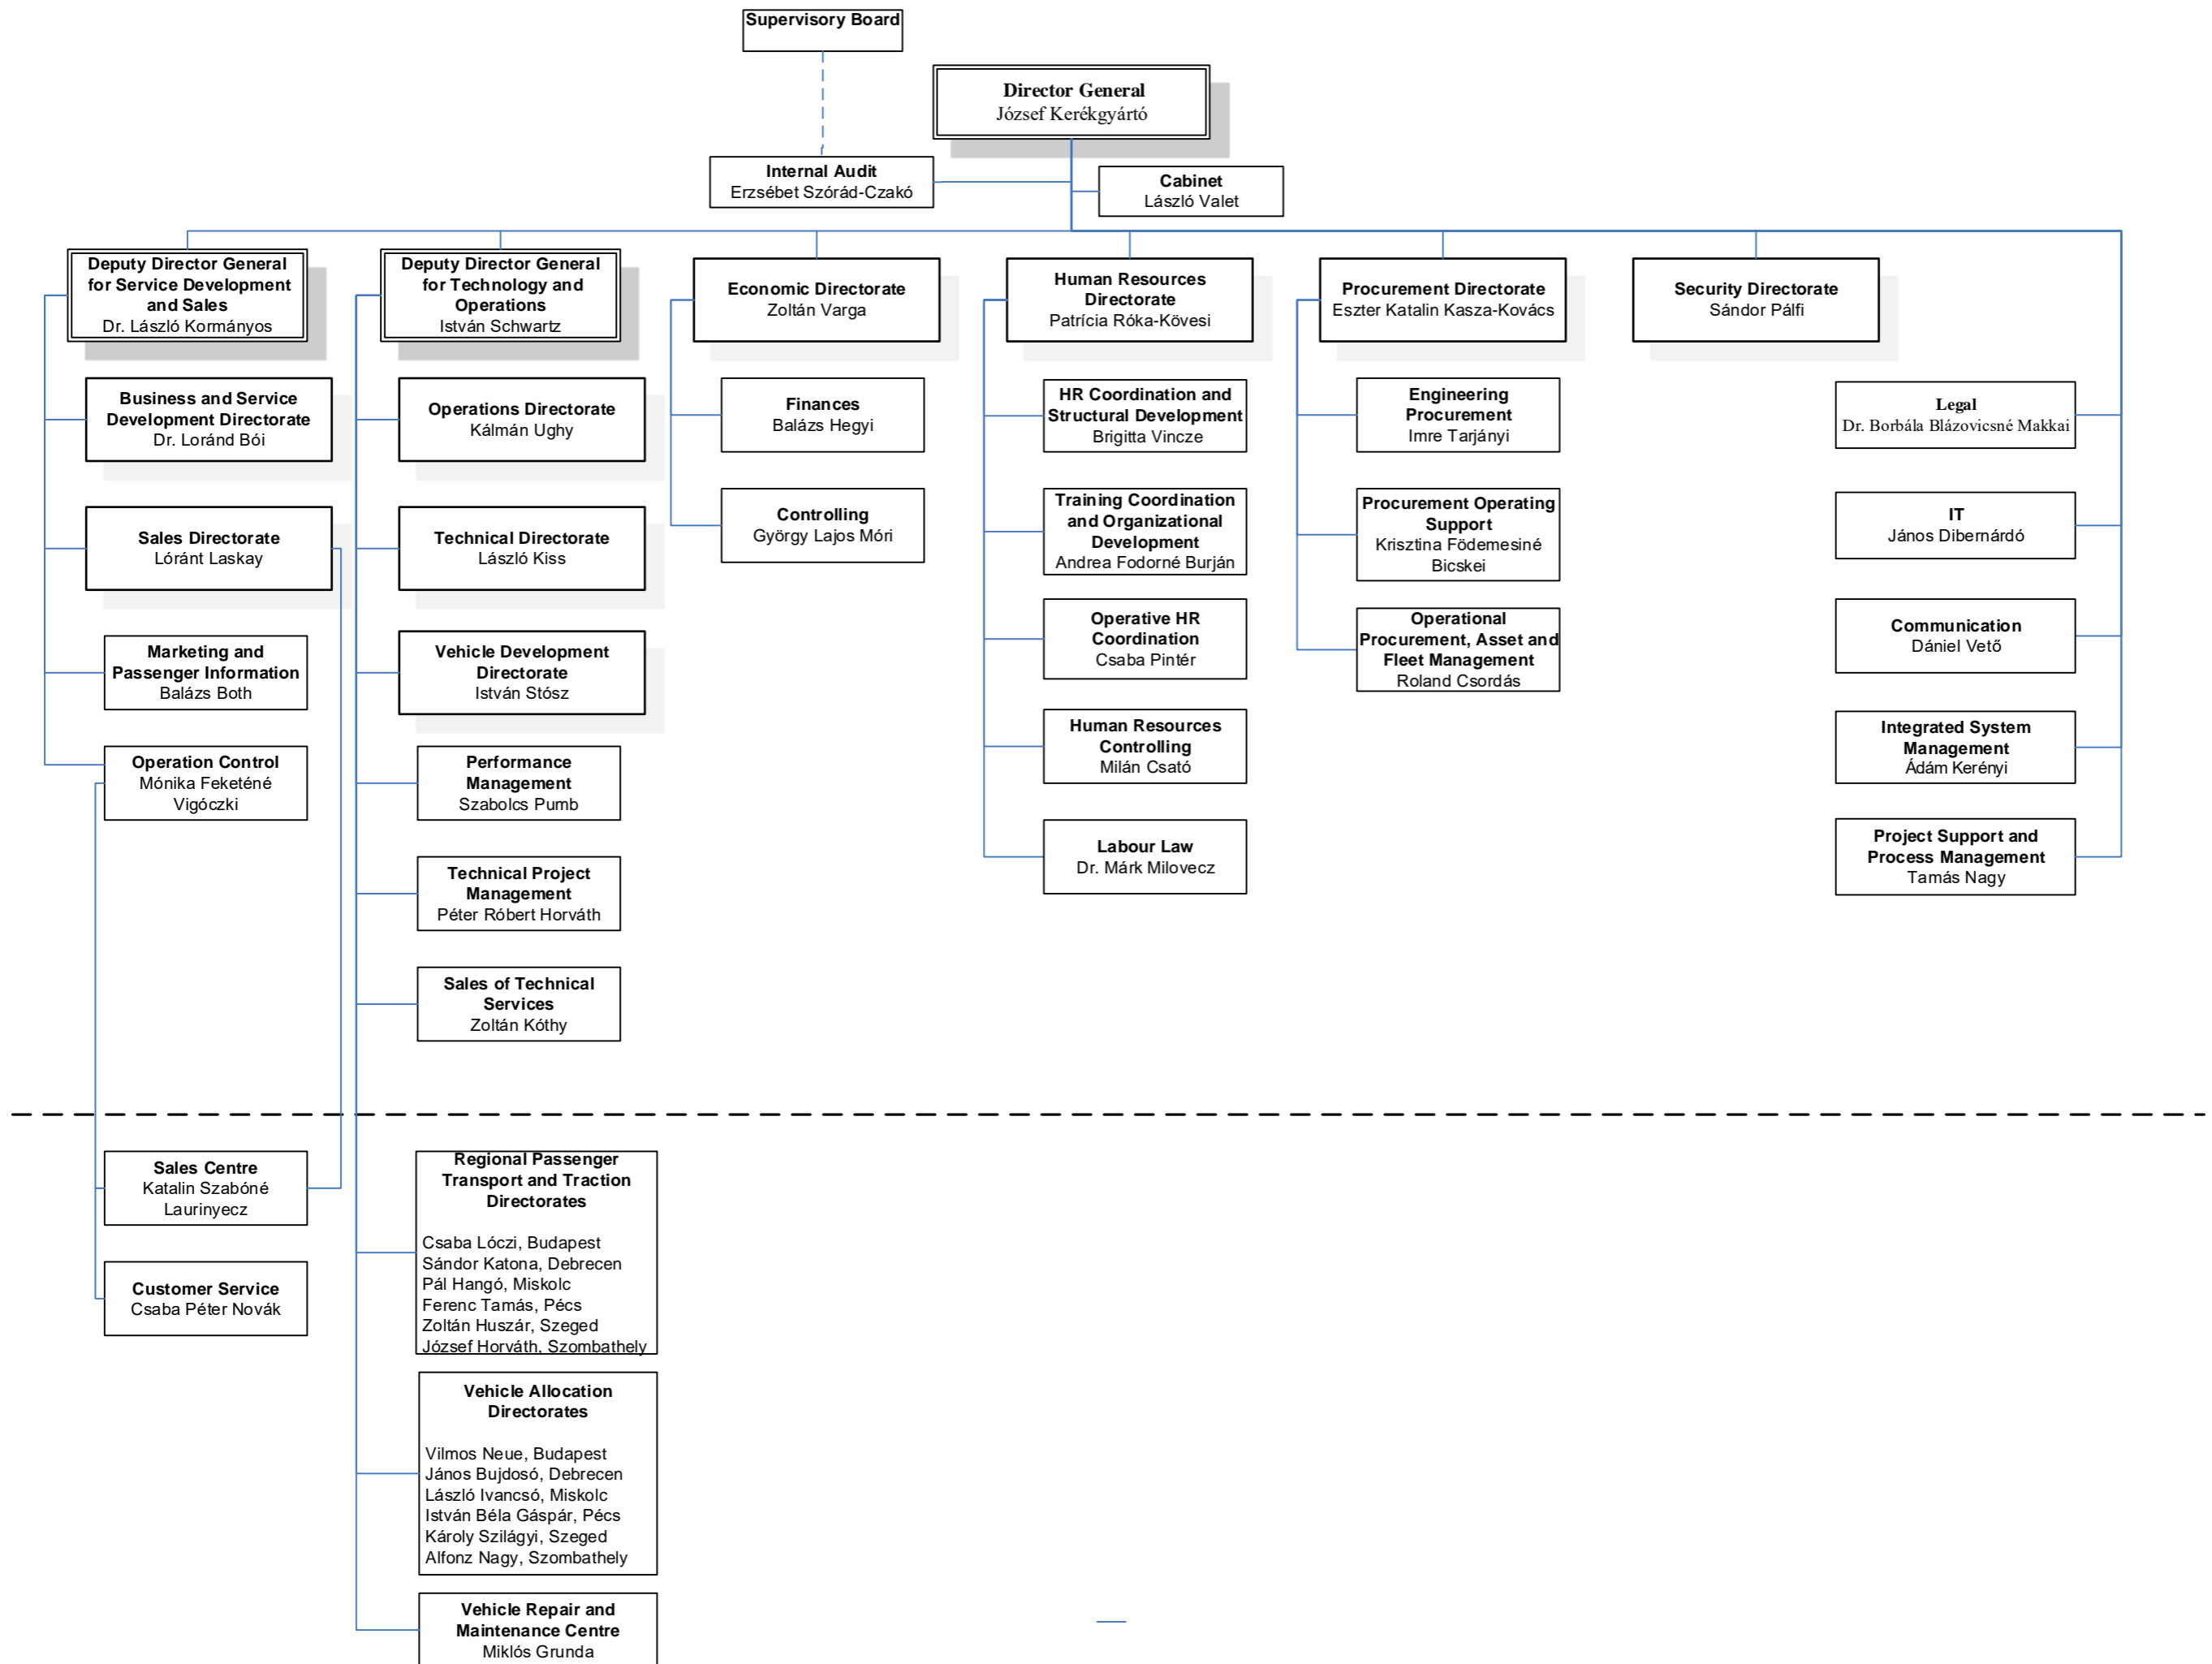 Supervisory Board
Director General
József Kerékgyártó
Internal Audit
Erzsébet Szórád-Czakó
Cabinet
László Valet
Deputy Director General
for Service Development
and Sales
Dr. László Kormányos
Business and Service
Development Directorate
Dr. Loránd Bói
Sales Directorate
Lóránt Laskay
Marketing and
Passenger Information
Balázs Both
Operation Control
Mónika Feketéné
Vigóczki
Sales Centre
Katalin Szabóné
Laurinyecz
Customer Service
Csaba Péter Novák
Deputy Director General
for Technology and
Operations
István Schwartz
Operations Directorate
Kálmán Ughy
Technical Directorate
László Kiss
Vehicle Development
Directorate
István Stósz
Performance
Management
Szabolcs Pumb
Technical Project
Management
Péter Róbert Horváth
Sales of Technical
Services
Zoltán Kóthy
Regional Passenger
Transport and Traction
Directorates
Csaba Lóczi, Budapest
Sándor Katona, Debrecen
Pál Hangó, Miskolc
Ferenc Tamás, Pécs
Zoltán Huszár, Szeged
József Horváth, Szombathely
Vehicle Allocation
Directorates
Vilmos Neue, Budapest
János Bujdosó, Debrecen
László Ivancsó, Miskolc
István Béla Gáspár, Pécs
Károly Szilágyi, Szeged
Alfonz Nagy, Szombathely
Vehicle Repair and
Maintenance Centre
Miklós Grunda
Economic Directorate
Zoltán Varga
Finances
Balázs Hegyi
Controlling
György Lajos Móri
Human Resources
Directorate
Patrícia Róka-Kövesi
HR Coordination and
Structural Development
Brigitta Vincze
Training Coordination
and Organizational
Development
Andrea Fodorné Burján
Operative HR
Coordination
Csaba Pintér
Human Resources
Controlling
Milán Csató
Labour Law
Dr. Márk Milovecz
Procurement Directorate
Eszter Katalin Kasza-Kovács
Engineering
Procurement
Imre Tarjányi
Procurement Operating
Support
Krisztina Födemesiné
Bicskei
Operational
Procurement, Asset and
Fleet Management
Roland Csordás
Security Directorate
Sándor Pálfi
Legal
Dr. Borbála Blázovicsné Makkai
IT
János Dibernárdó
Communication
Dániel Vető
Integrated System
Management
Ádám Kerényi
Project Support and
Process Management
Tamás Nagy